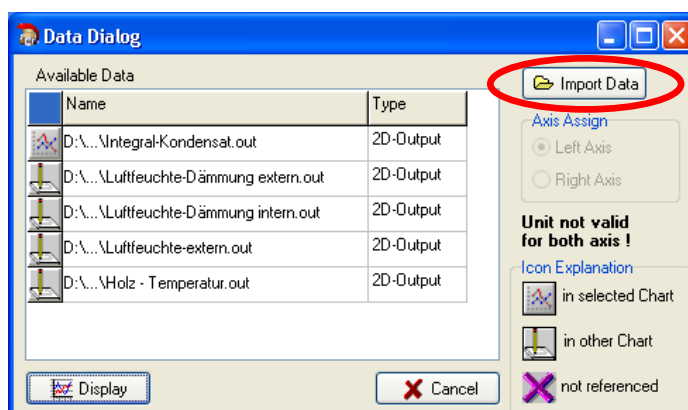 Data Dialog
Available Data
Name Type
D:\...\Integral-Kondensat.out 2D-Output
D:\...\Luftfeuchte-Dämmung extern.out 2D-Output
D:\...\Luftfeuchte-Dämmung intern.out 2D-Output
D:\...\Luftfeuchte-extern.out 2D-Output
D:\...\Holz - Temperatur.out 2D-Output
Display
Cancel
Import Data
Axis Assign
Left Axis
Right Axis
Unit not valid
for both axis !
Icon Explanation
in selected Chart
in other Chart
not referenced